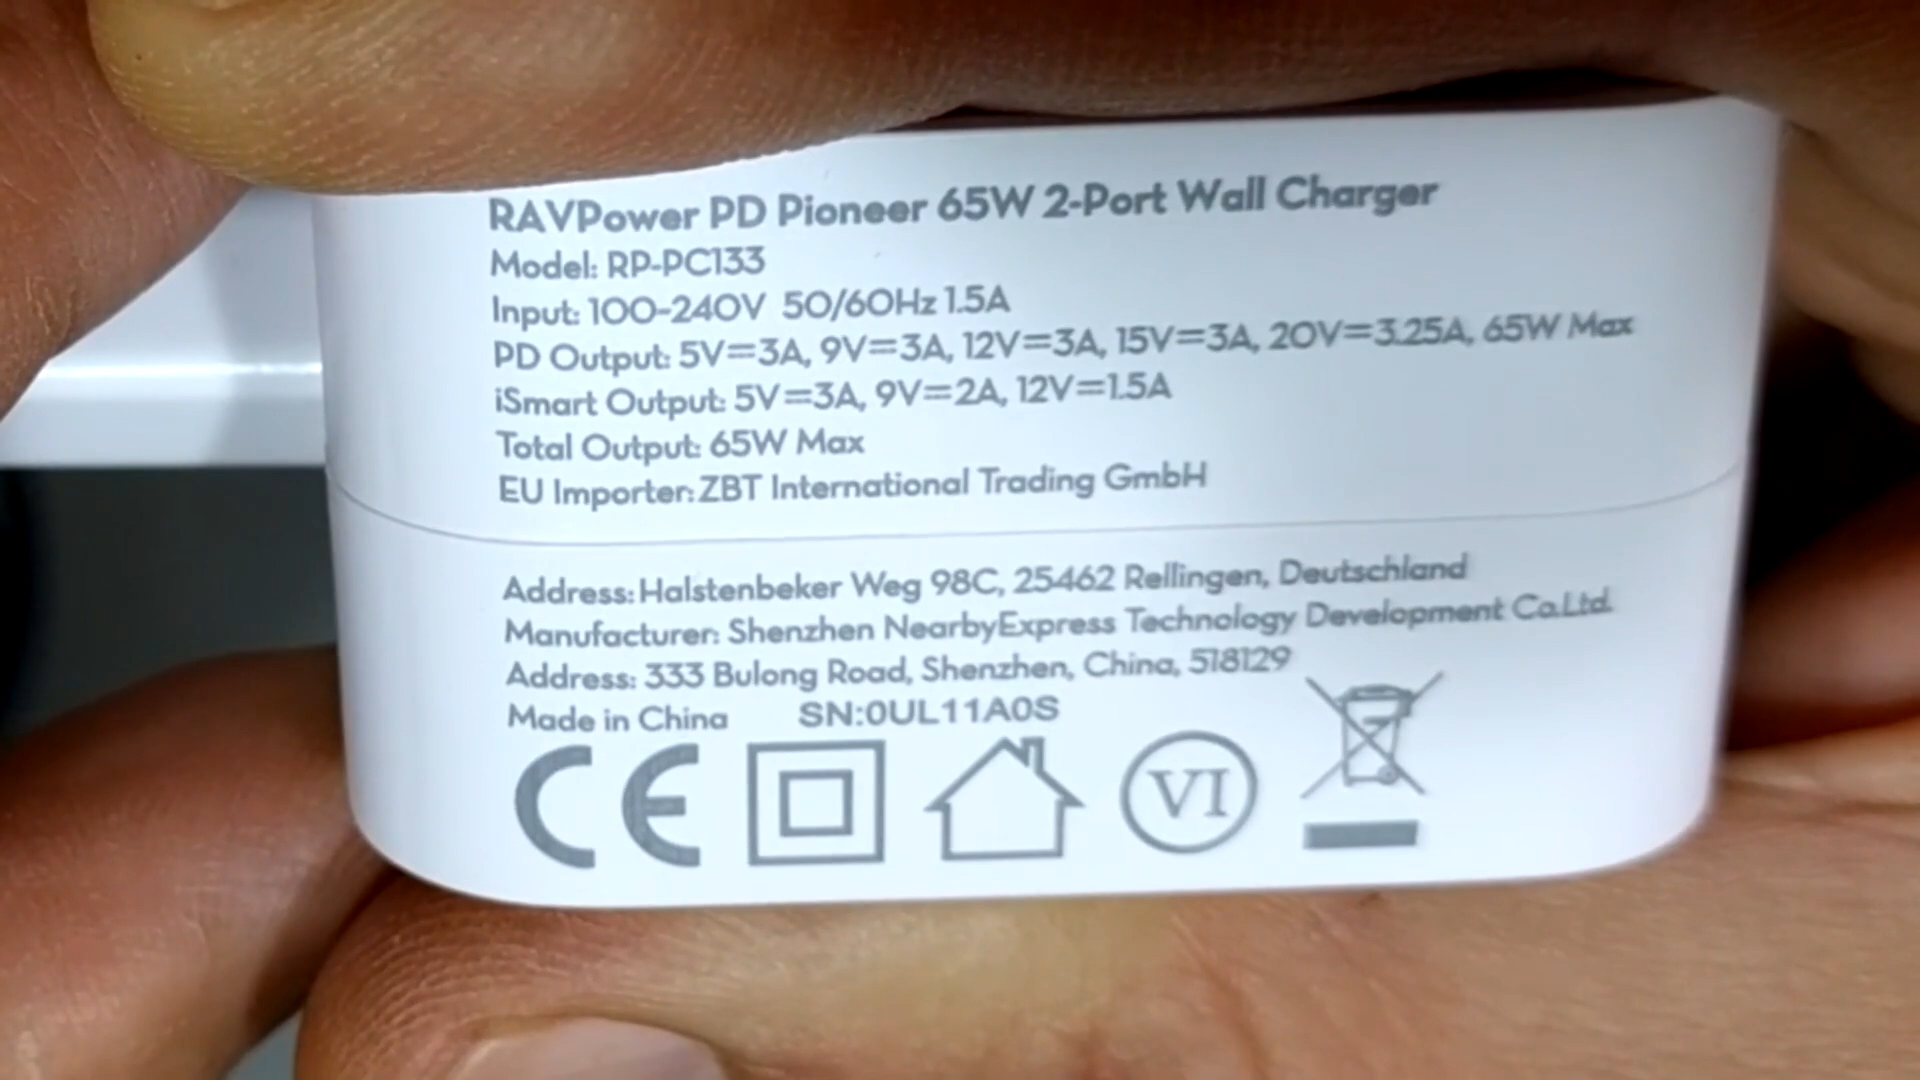 RAVPower PD Pioneer 65W 2-Port Wall Charger
Model: RP-PC133
Input: 100-240V 50/60Hz 1.5A
PD Output: 5V=3A, 9V=3A, 12V=3A, 15V=3A, 20V=3.25A, 65W Max
iSmart Output: 5V=3A, 9V=2A, 12V=1.5A
Total Output: 65W Max
EU Importer: ZBT International Trading GmbH
Address: Halstenbeker Weg 98C, 25462 Rellingen, Deutschland
Manufacturer: Shenzhen NearbyExpress Technology Development Co.Ltd.
Address: 333 Bulong Road, Shenzhen, China, 518129
Made in China SN:0UL11A0S
CE VI